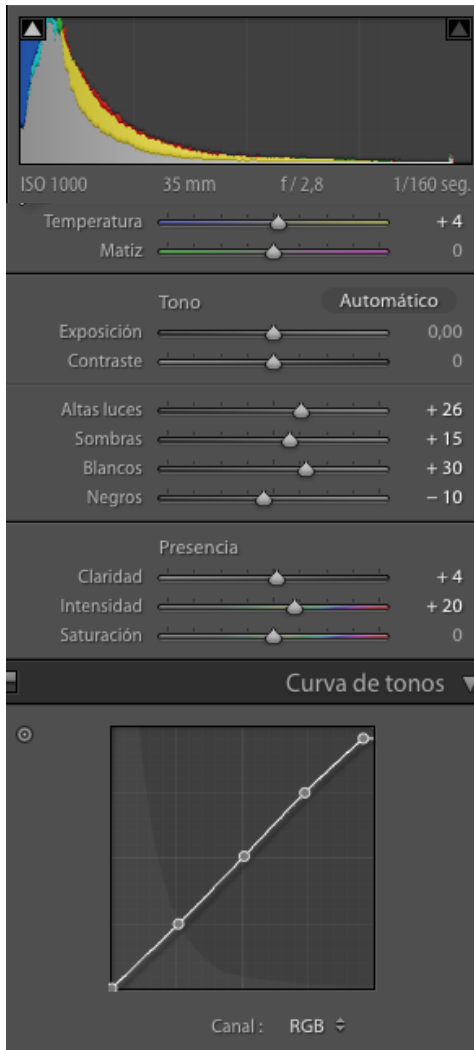 ISO 1000 35 mm f / 2,8 1/160 seg.
Temperatura + 4
Matiz 0
Tono Automático
Exposición 0,00
Contraste 0
Altas luces + 26
Sombras + 15
Blancos + 30
Negros − 10
Presencia
Claridad + 4
Intensidad + 20
Saturación 0
Curva de tonos
Canal : RGB